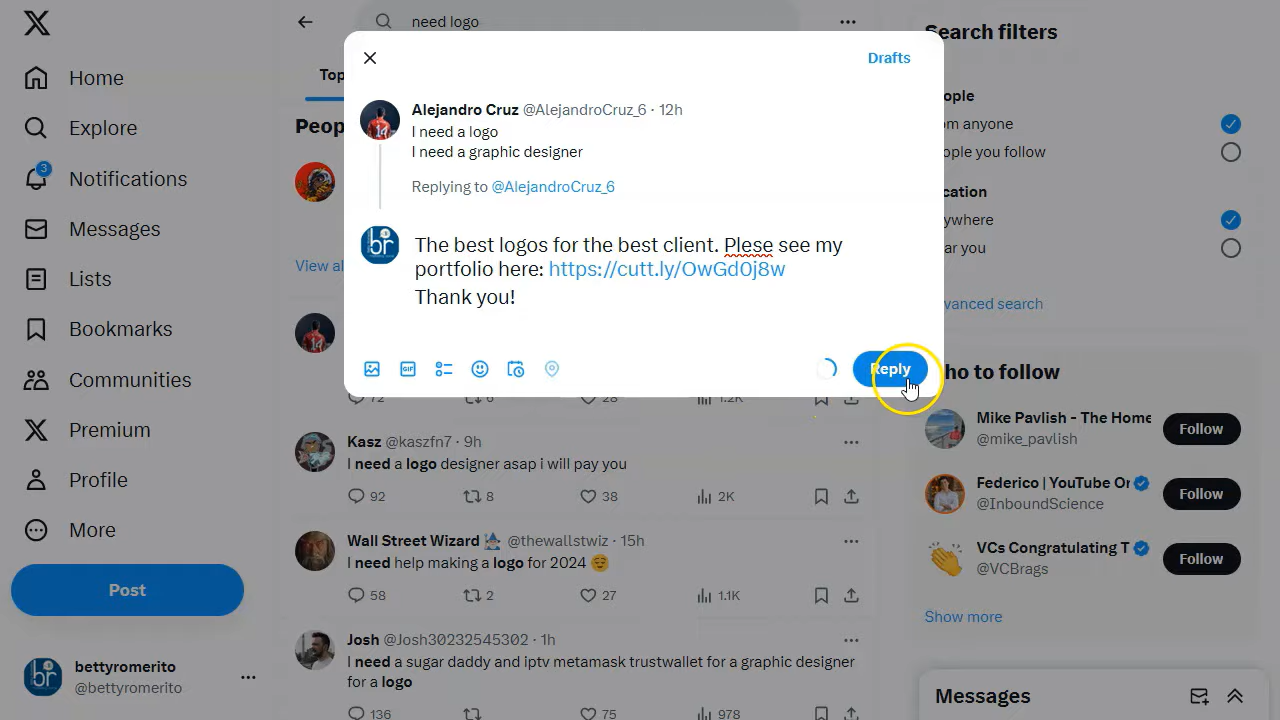 need logo
Home
Explore
3
Notifications
Messages
Lists
Bookmarks
Communities
Premium
Profile
More
Post
bettyromerito
@bettyromerito
Top
People
View al
Drafts
Alejandro Cruz @AlejandroCruz_6 · 12h
I need a logo
I need a graphic designer
Replying to @AlejandroCruz_6
br
The best logos for the best client. Plese see my
portfolio here: https://cutt.ly/OwGd0j8w
Thank you!
GIF
Reply
72
6
28
1.2K
Kasz @kaszfn7 · 9h
I need a logo designer asap i will pay you
92
8
38
2K
Wall Street Wizard @thewallstwiz · 15h
I need help making a logo for 2024
58
2
27
1.1K
Josh @Josh30232545302 · 1h
I need a sugar daddy and iptv metamask trustwallet for a graphic designer
for a logo
136
75
978
Search filters
ople
m anyone
ople you follow
cation
ywhere
ar you
vanced search
ho to follow
Mike Pavlish - The Home
@mike_pavlish
Follow
Federico | YouTube Or
@InboundScience
Follow
VCs Congratulating T
@VCBrags
Follow
Show more
Messages